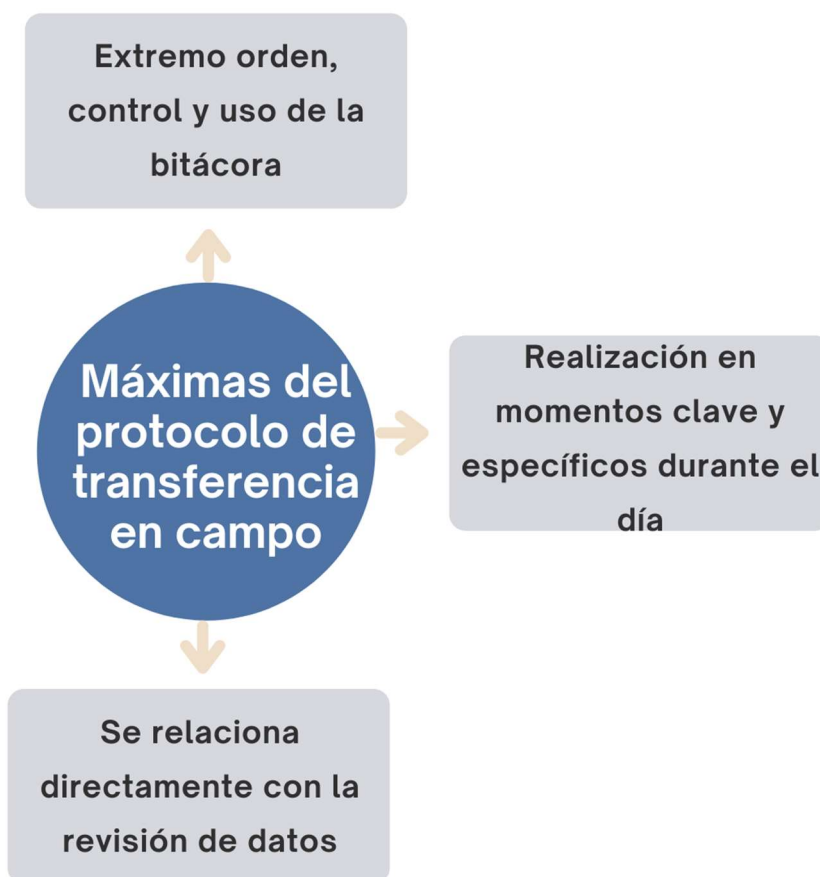 Extremo orden,
control y uso de la
bitácora
Máximas del
protocolo de
transferencia
en campo
Realización en
momentos clave y
específicos durante el
día
Se relaciona
directamente con la
revisión de datos